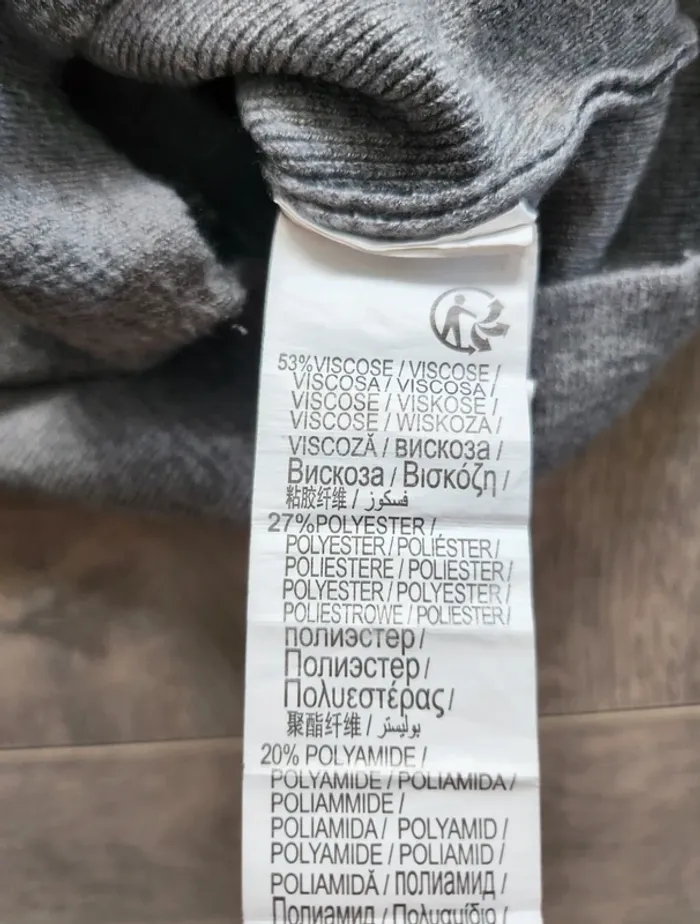 53%VISCOSE / VISCOSE /
VISCOSA / VISCOSA /
VISCOSE / VISKOSE /
VISCOSE / WISKOZA /
VISCOZĂ / ВИСКОЗА /
Вискоза / Βισκόζη /
粘胶纤维 / فسكوز /
27%POLYESTER /
POLYESTER / POLIÉSTER /
POLIESTERE / POLIESTER /
POLYESTER / POLYESTER /
POLIESTROWE / POLIESTER /
ПОЛИЭСТЕР /
Полиэстер /
Πολυεστέρας /
聚酯纤维 / بوليستر /
20% POLYAMIDE /
POLYAMIDE / POLIAMIDA /
POLIAMMIDE /
POLIAMIDA / POLYAMID /
POLYAMIDE / POLIAMID /
POLIAMIDĂ / ПОЛИАМИД /
Полиамид / Πολυαμίδιο /